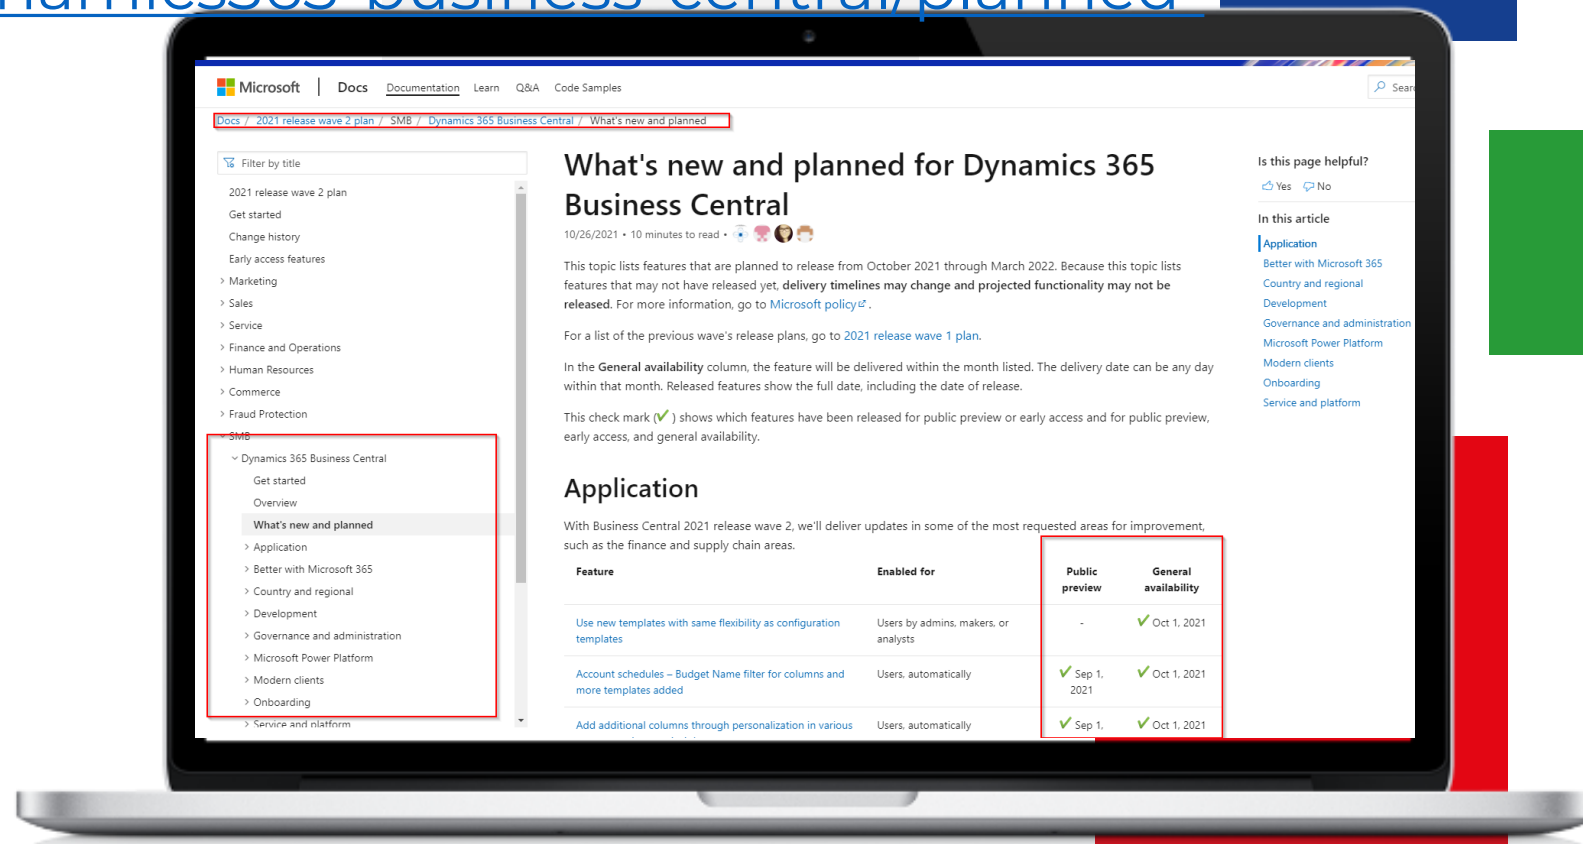 namics365-business-central/planned
Microsoft | Docs Documentation Learn Q&A Code Samples
Docs / 2021 release wave 2 plan / SMB / Dynamics 365 Business Central / What's new and planned
Filter by title
2021 release wave 2 plan
Get started
Change history
Early access features
Marketing
Sales
Service
Finance and Operations
Human Resources
Commerce
Fraud Protection
SMB
Dynamics 365 Business Central
Get started
Overview
What's new and planned
Application
Better with Microsoft 365
Country and regional
Development
Governance and administration
Microsoft Power Platform
Modern clients
Onboarding
Service and platform
What's new and planned for Dynamics 365
Business Central
10/26/2021 • 10 minutes to read •
This topic lists features that are planned to release from October 2021 through March 2022. Because this topic lists
features that may not have released yet, delivery timelines may change and projected functionality may not be
released. For more information, go to Microsoft policy .
For a list of the previous wave's release plans, go to 2021 release wave 1 plan.
In the General availability column, the feature will be delivered within the month listed. The delivery date can be any day
within that month. Released features show the full date, including the date of release.
This check mark (✓) shows which features have been released for public preview or early access and for public preview,
early access, and general availability.
Application
With Business Central 2021 release wave 2, we'll deliver updates in some of the most requested areas for improvement,
such as the finance and supply chain areas.
Feature Enabled for Public preview General availability
Use new templates with same flexibility as configuration
templates
Users by admins, makers, or
analysts
-
✓ Oct 1, 2021
Account schedules – Budget Name filter for columns and
more templates added
Users, automatically
✓ Sep 1,
2021
✓ Oct 1, 2021
Add additional columns through personalization in various
Users, automatically
✓ Sep 1,
✓ Oct 1, 2021
Is this page helpful?
Yes No
In this article
Application
Better with Microsoft 365
Country and regional
Development
Governance and administration
Microsoft Power Platform
Modern clients
Onboarding
Service and platform